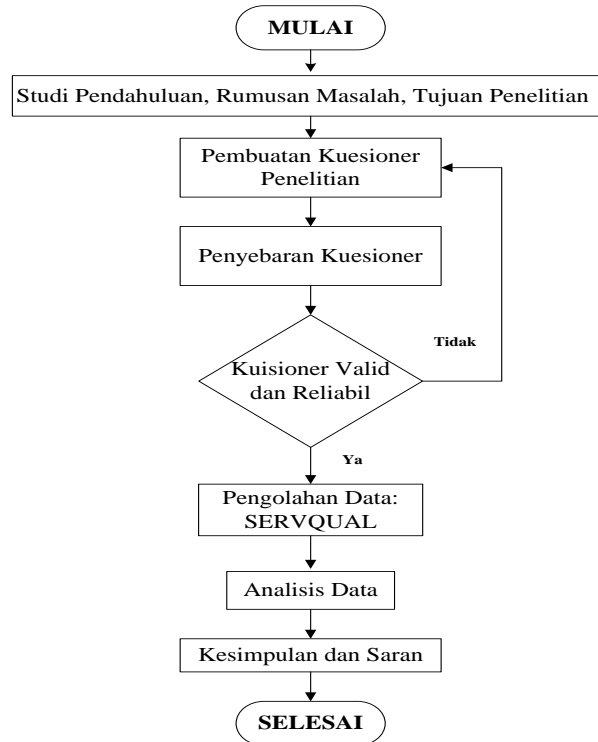 MULAI
Studi Pendahuluan, Rumusan Masalah, Tujuan Penelitian
Pembuatan Kuesioner
Penelitian
Penyebaran Kuesioner
Tidak
Kuisioner Valid
dan Reliabil
Ya
Pengolahan Data:
SERVQUAL
Analisis Data
Kesimpulan dan Saran
SELESAI